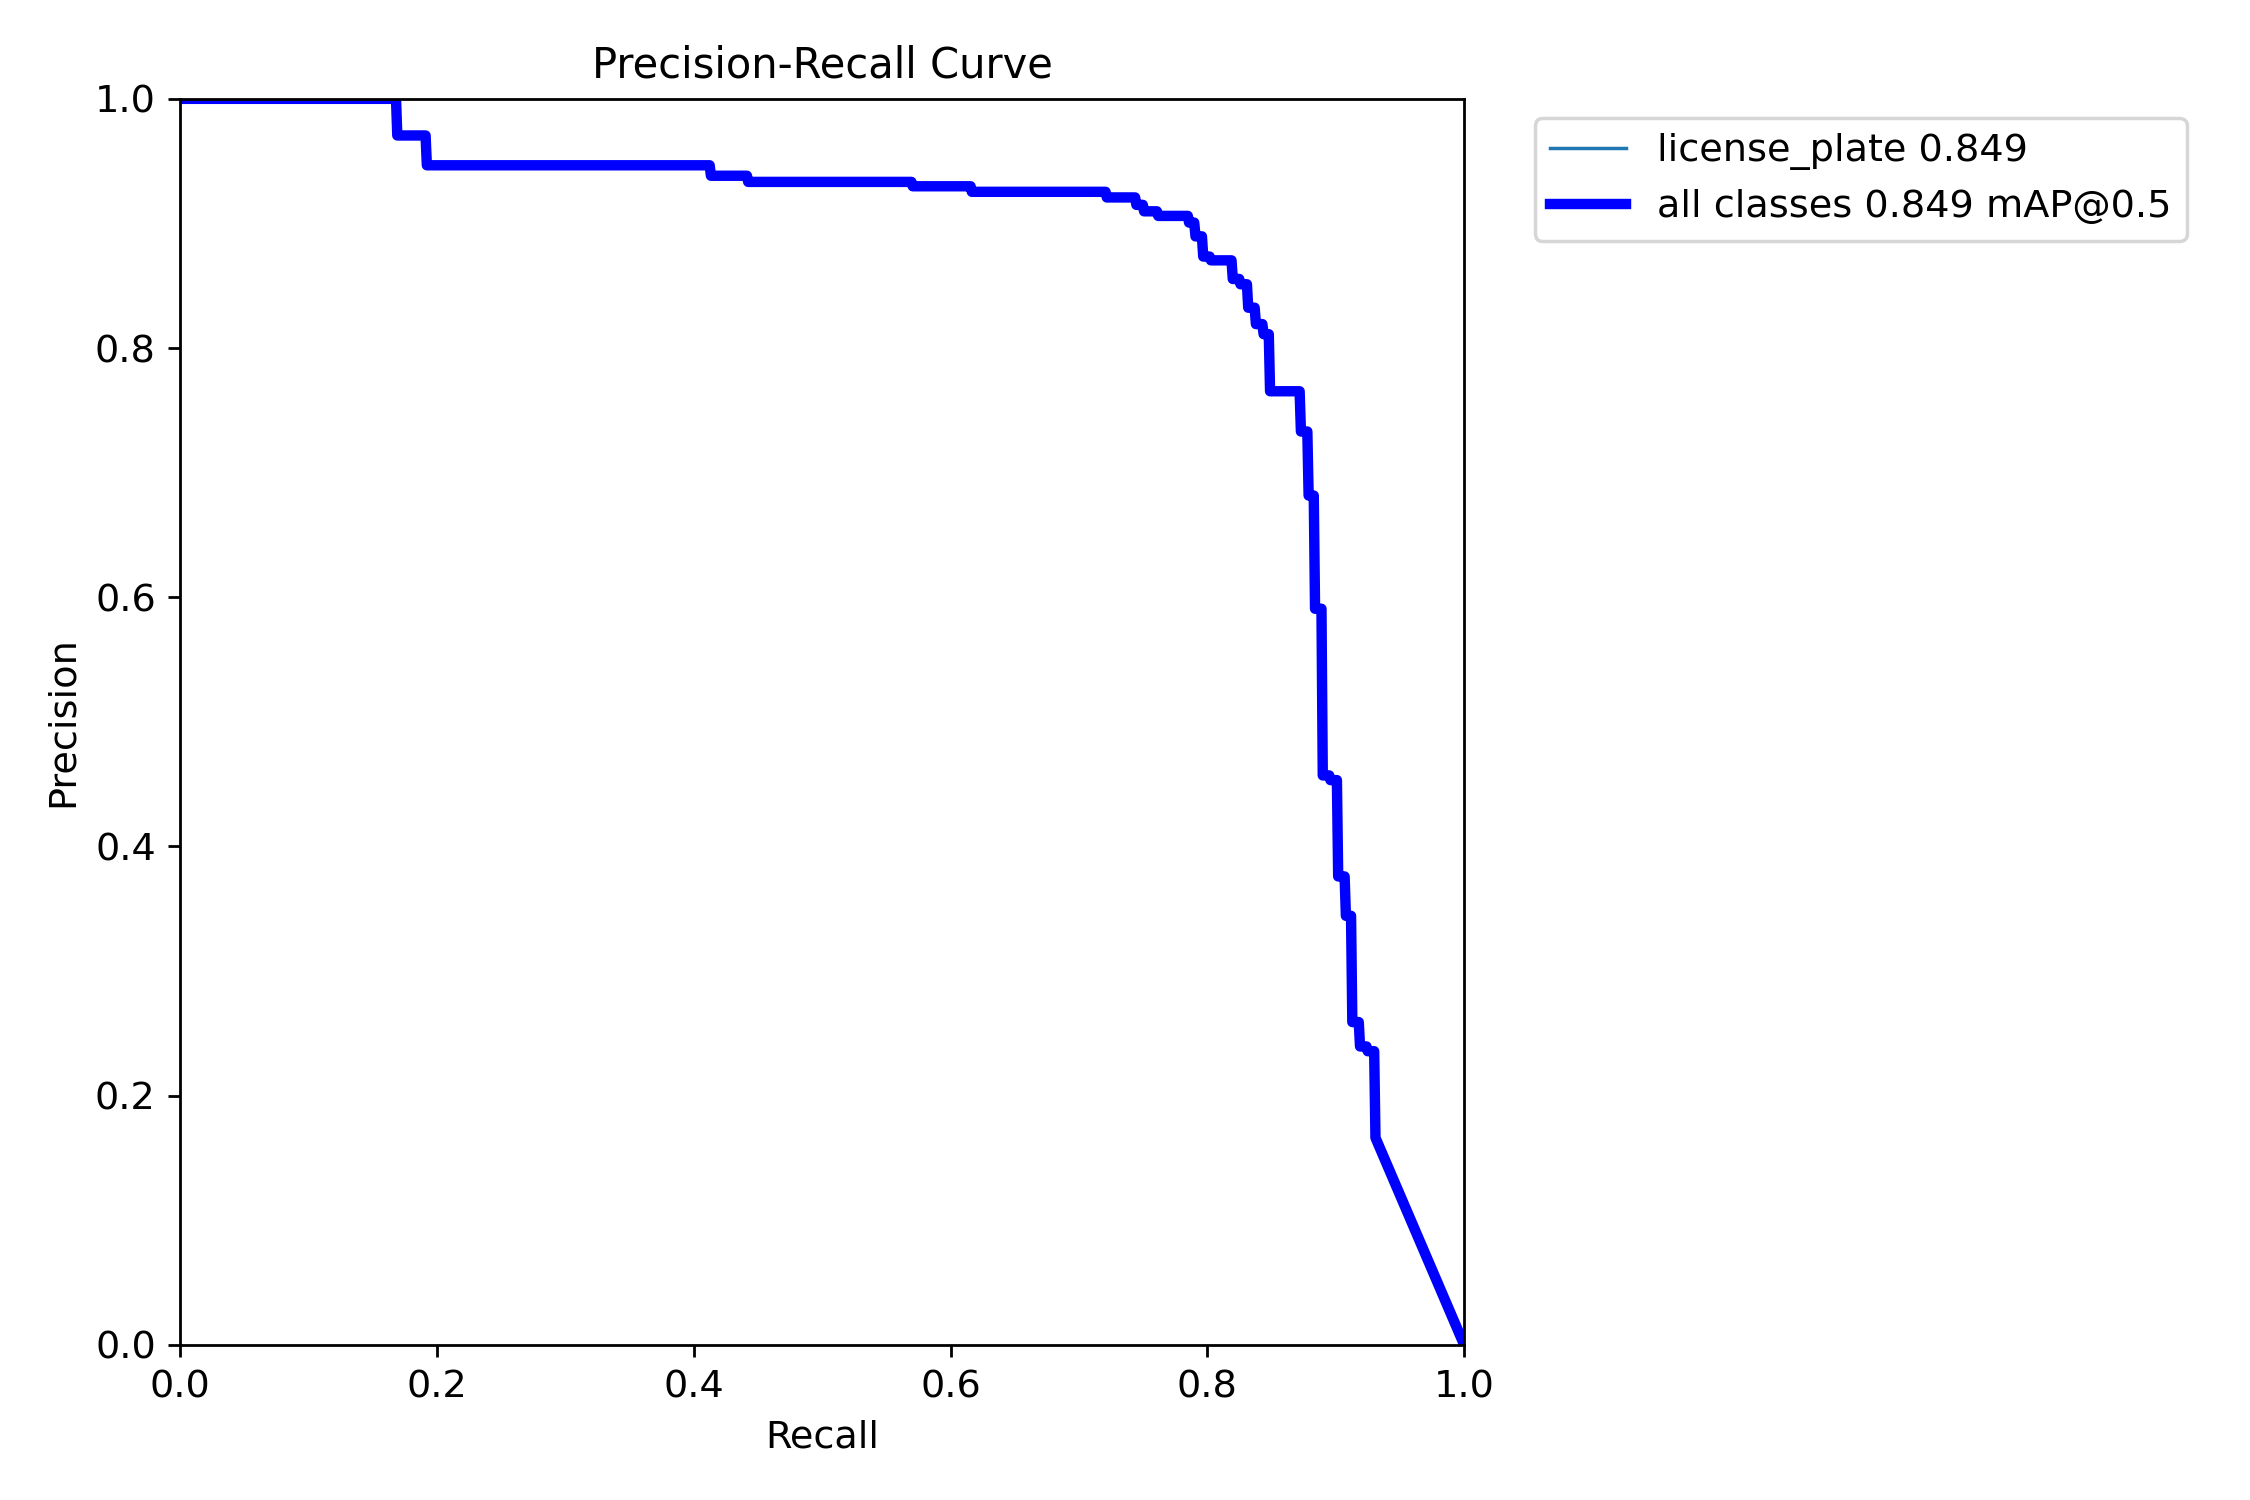 Precision-Recall Curve
1.0
0.8
0.6
0.4
0.2
0.0
Precision
0.0 0.2 0.4 0.6 0.8 1.0
Recall
license_plate 0.849
all classes 0.849 mAP@0.5